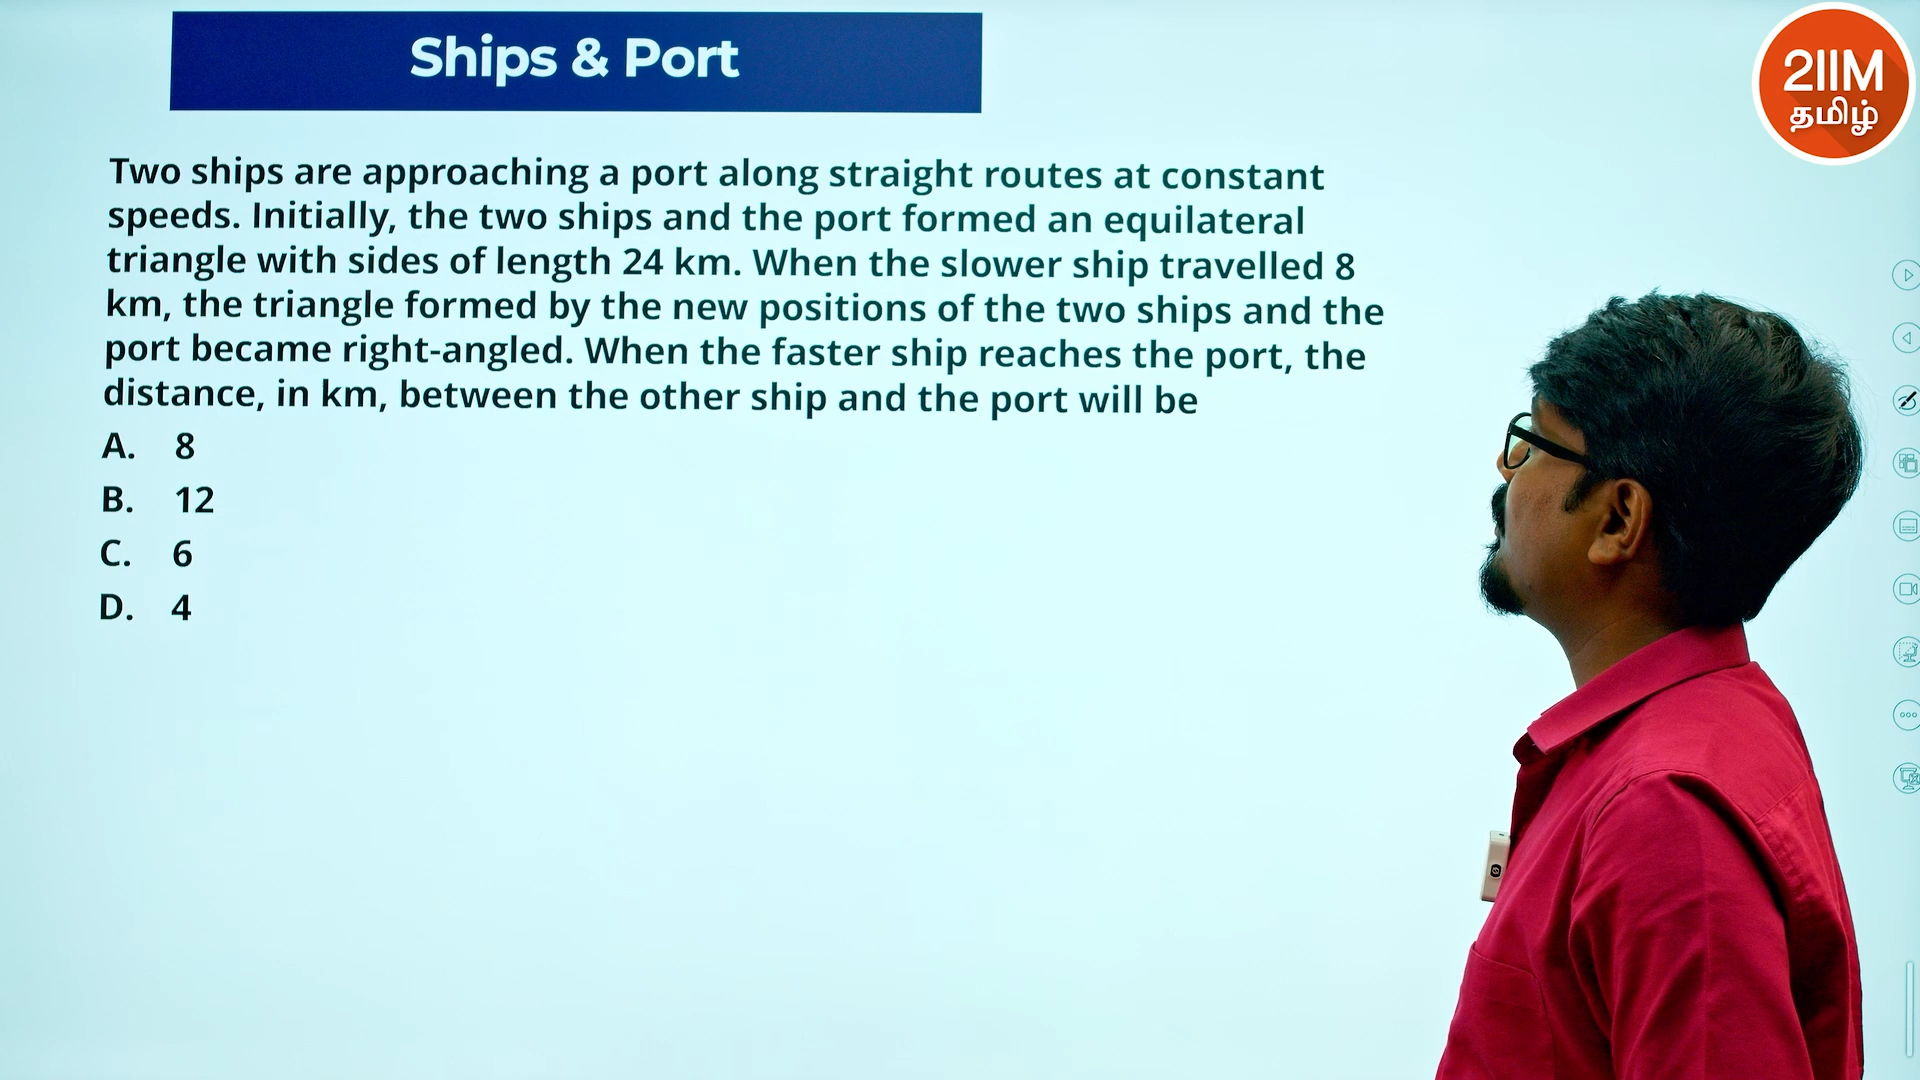 Ships & Port
2IIM
தமிழ்
Two ships are approaching a port along straight routes at constant
speeds. Initially, the two ships and the port formed an equilateral
triangle with sides of length 24 km. When the slower ship travelled 8
km, the triangle formed by the new positions of the two ships and the
port became right-angled. When the faster ship reaches the port, the
distance, in km, between the other ship and the port will be
A. 8
B. 12
C. 6
D. 4